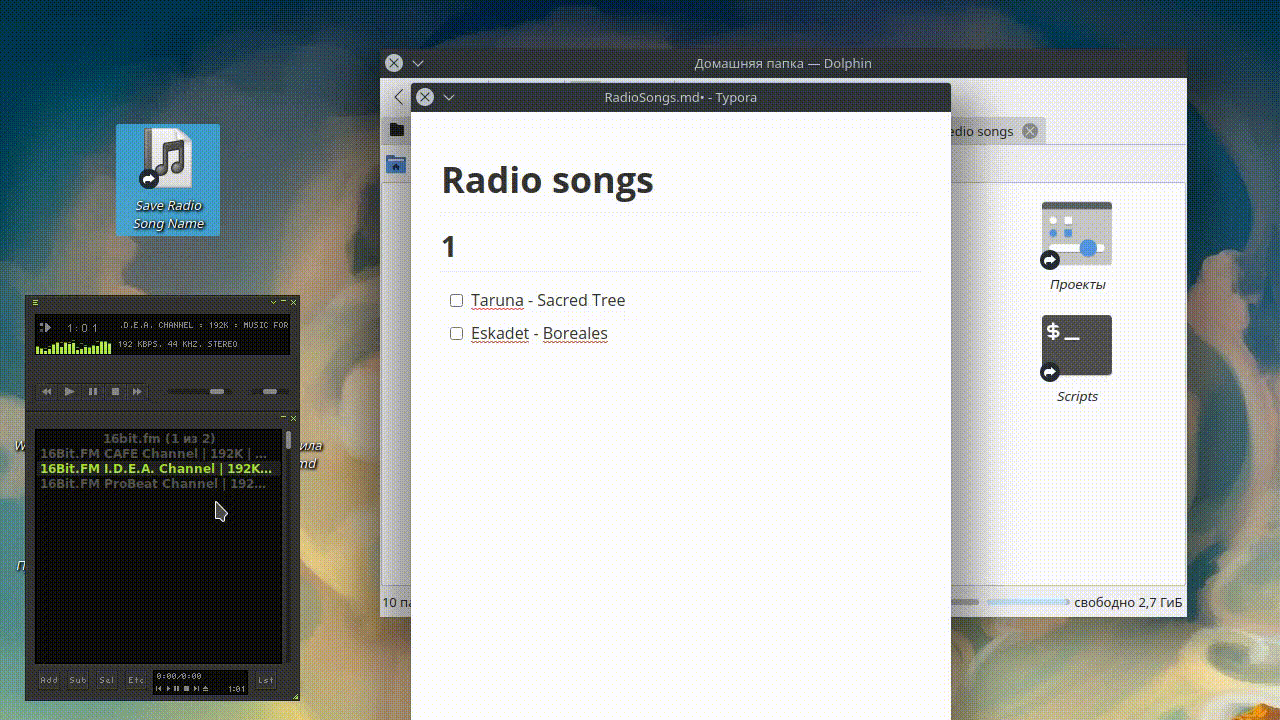 Домашняя папка — Dolphin
RadioSongs.md• - Typora
edio songs
Radio songs
1
Taruna - Sacred Tree
Eskadet - Boreales
Save Radio
Song Name
Проекты
Scripts
10 па
свободно 2,7 ГиБ
1:01
.D.E.A. CHANNEL : 192K : MUSIC FOR
192 KBPS. 44 KHZ. STEREO
16bit.fm (1 из 2)
16Bit.FM CAFE Channel | 192K | ...
16Bit.FM I.D.E.A. Channel | 192K...
16Bit.FM ProBeat Channel | 192...
Add Sub Sel Etc 0:00/0:00 1:01 Lst
W
ила
md
П
$_